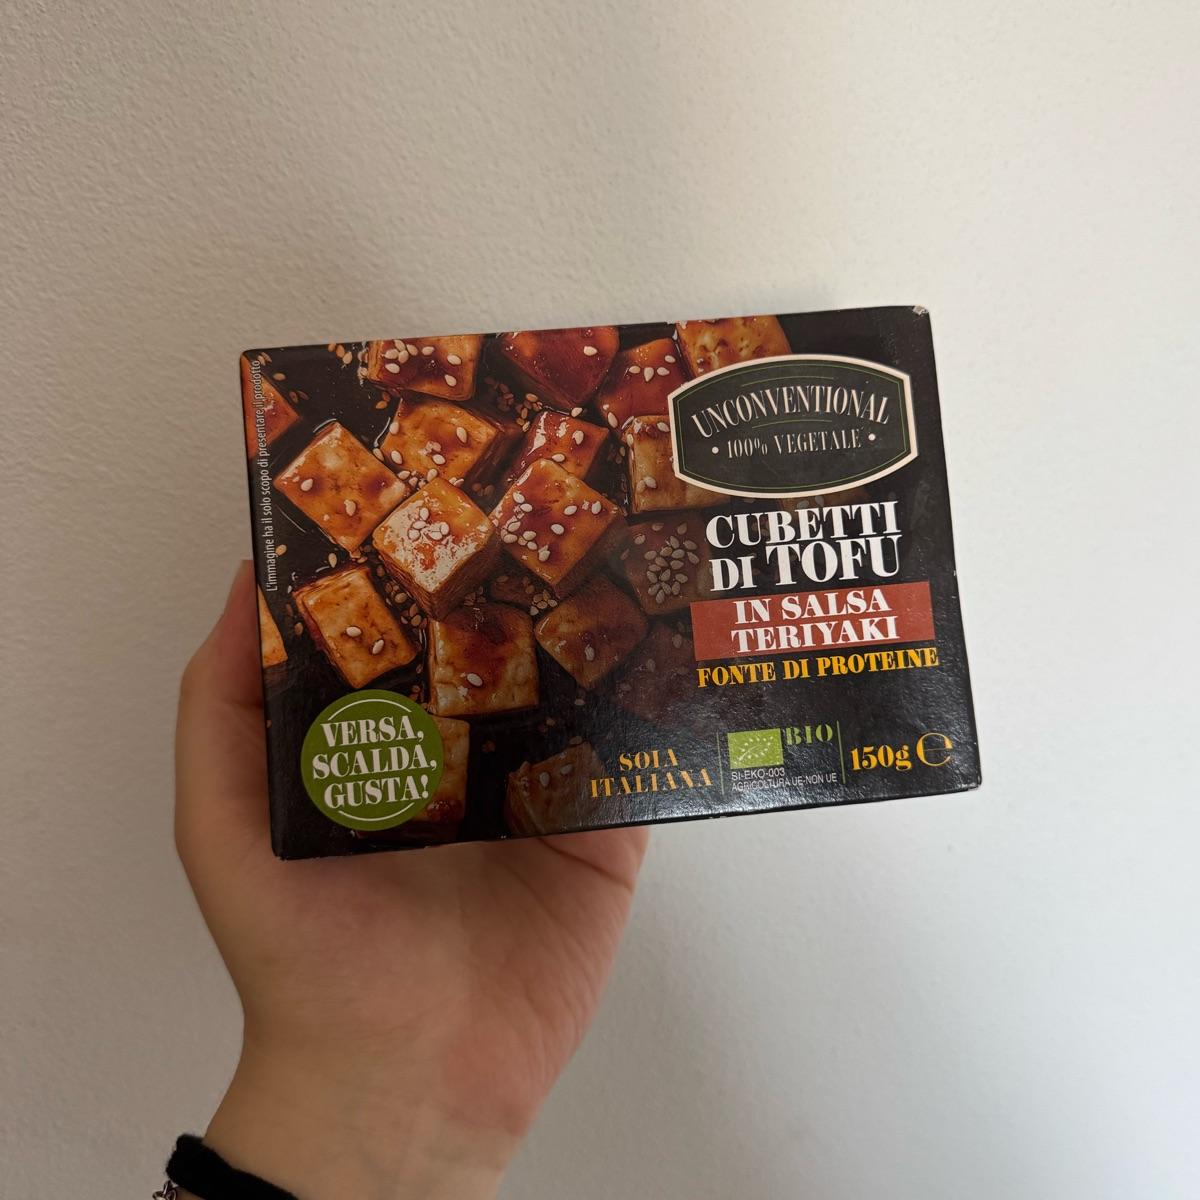 L'immagine ha il solo scopo di presentare il prodotto
UNCONVENTIONAL
• 100% VEGETALE •
CUBETTI
DI TOFU
IN SALSA
TERIYAKI
FONTE DI PROTEINE
VERSA,
SCALDA,
GUSTA!
SOIA
ITALIANA
BIO
SI-EKO-003
AGRICOLTURA UE-NON UE
150g ℮